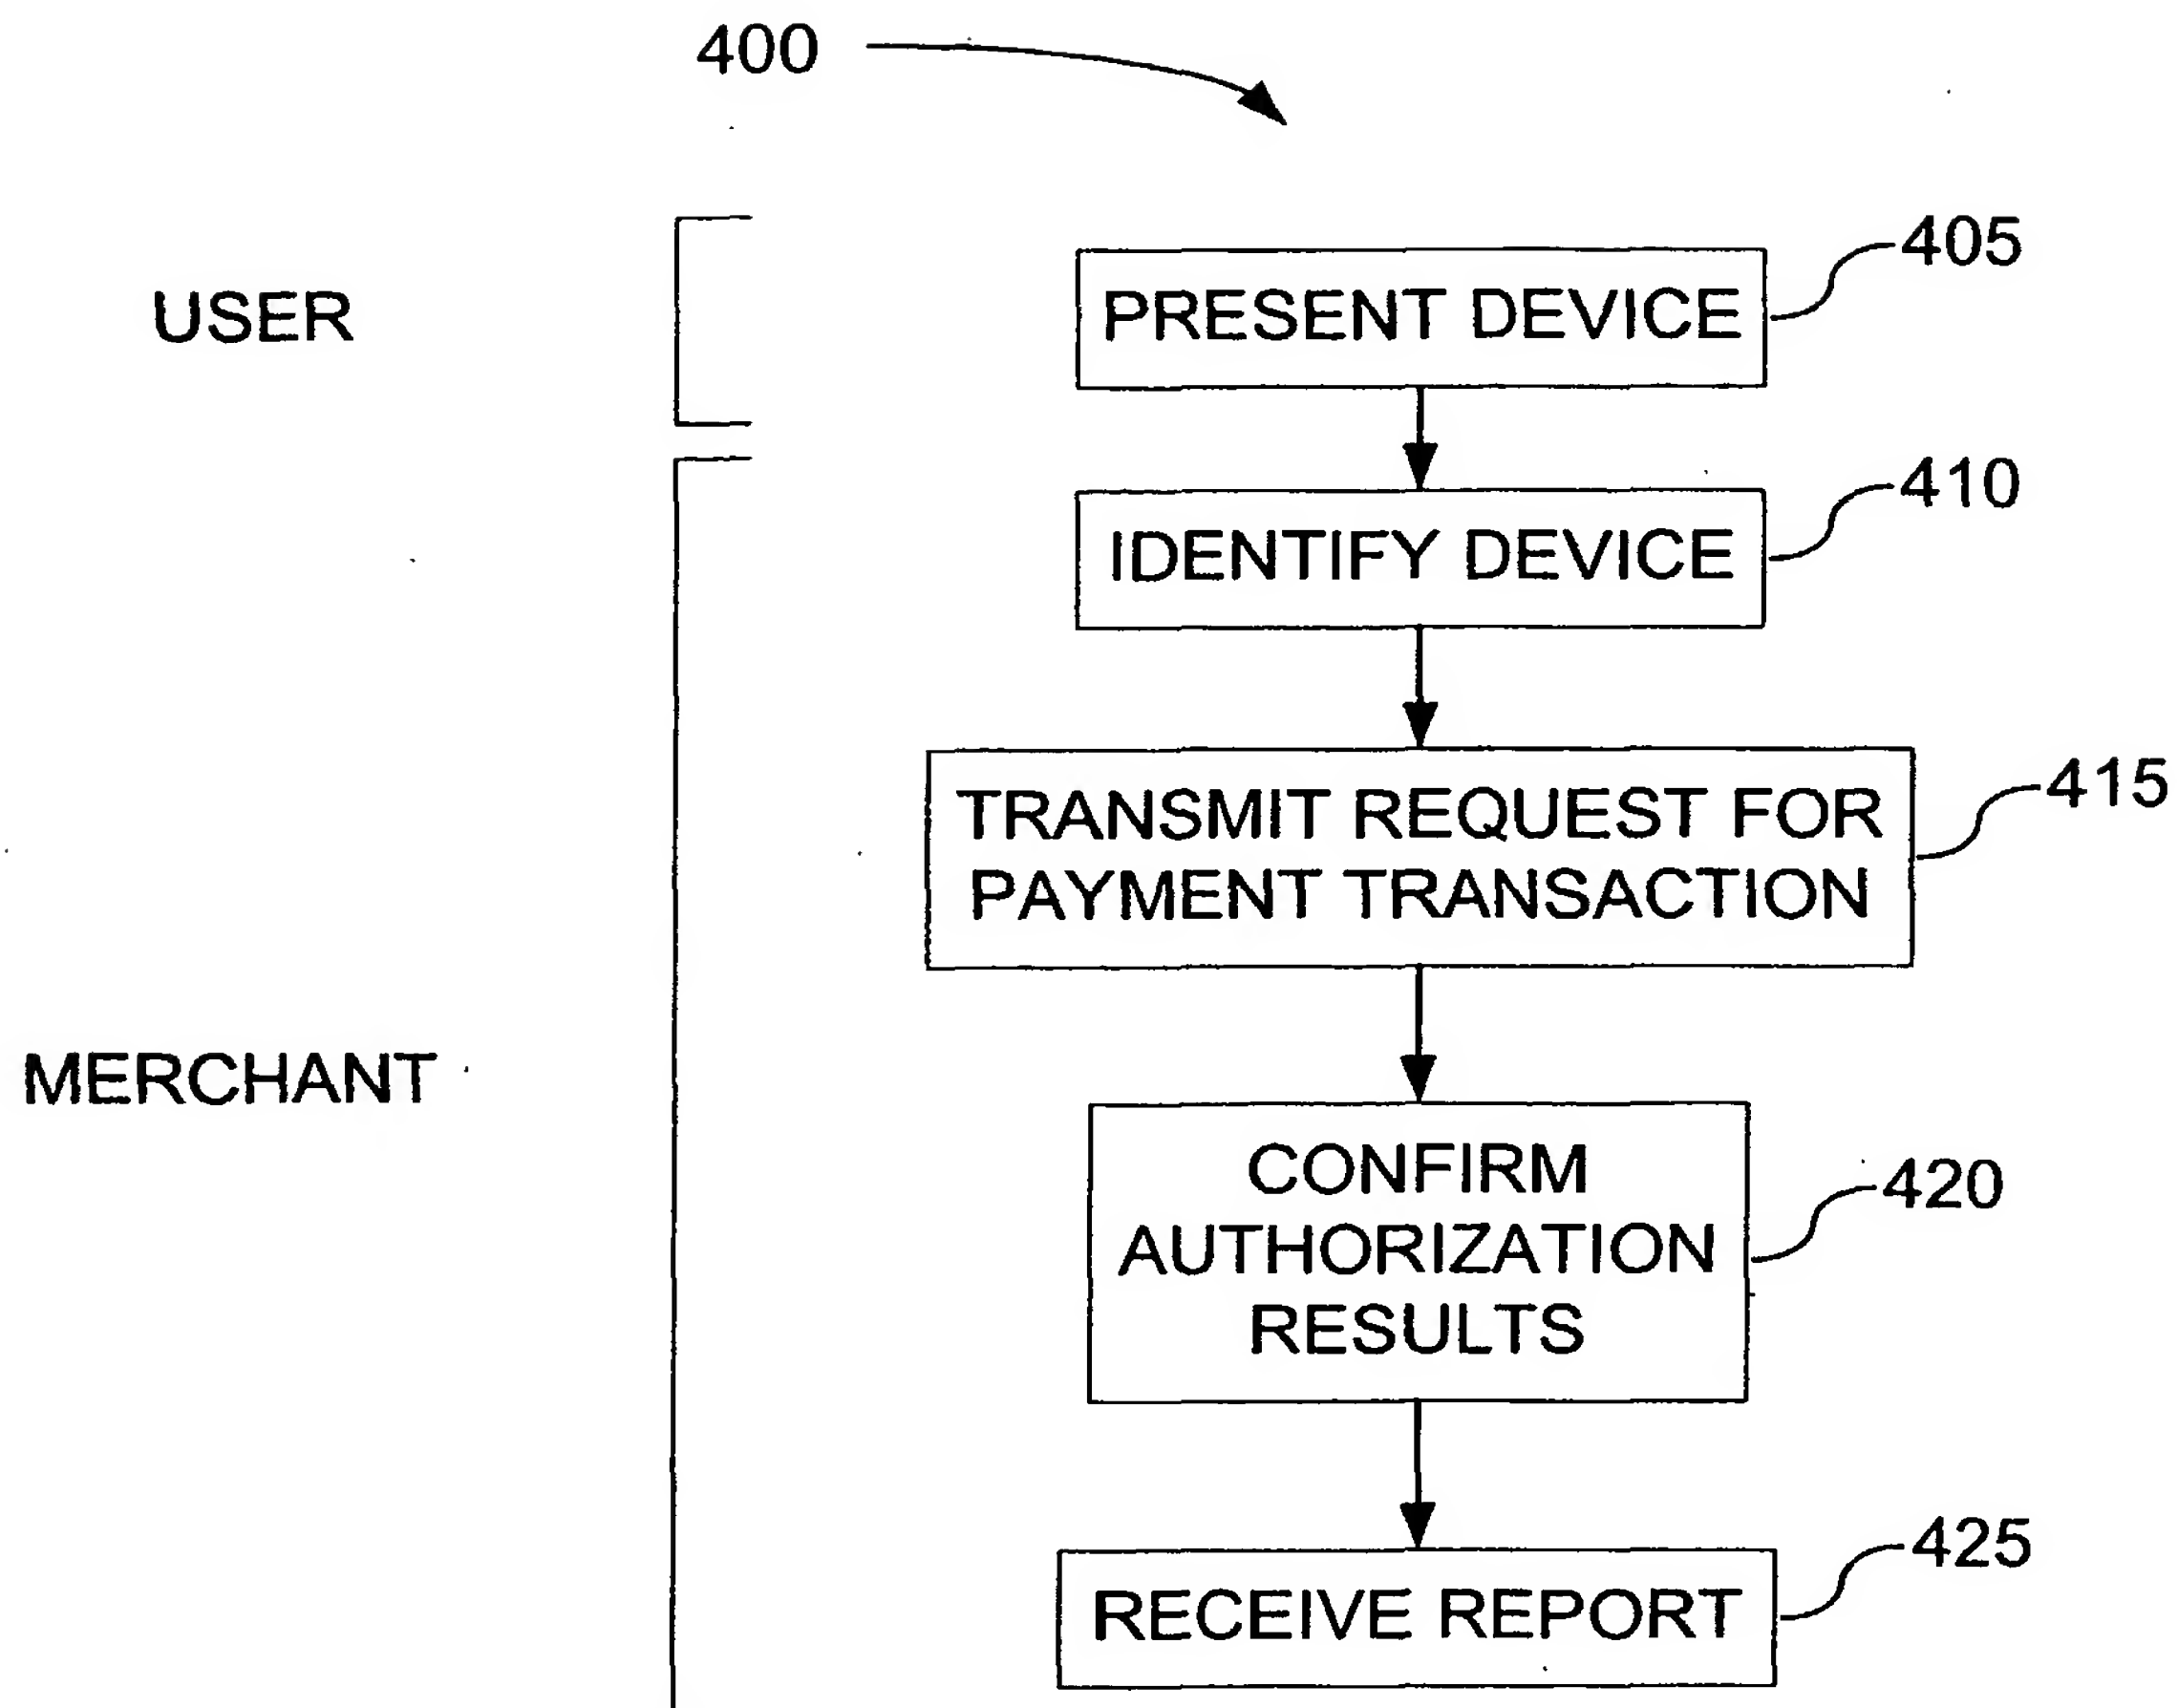 400
405
USER
PRESENT DEVICE
410
IDENTIFY DEVICE
415
TRANSMIT REQUEST FOR
PAYMENT TRANSACTION
MERCHANT
CONFIRM
AUTHORIZATION
RESULTS
420
425
RECEIVE REPORT